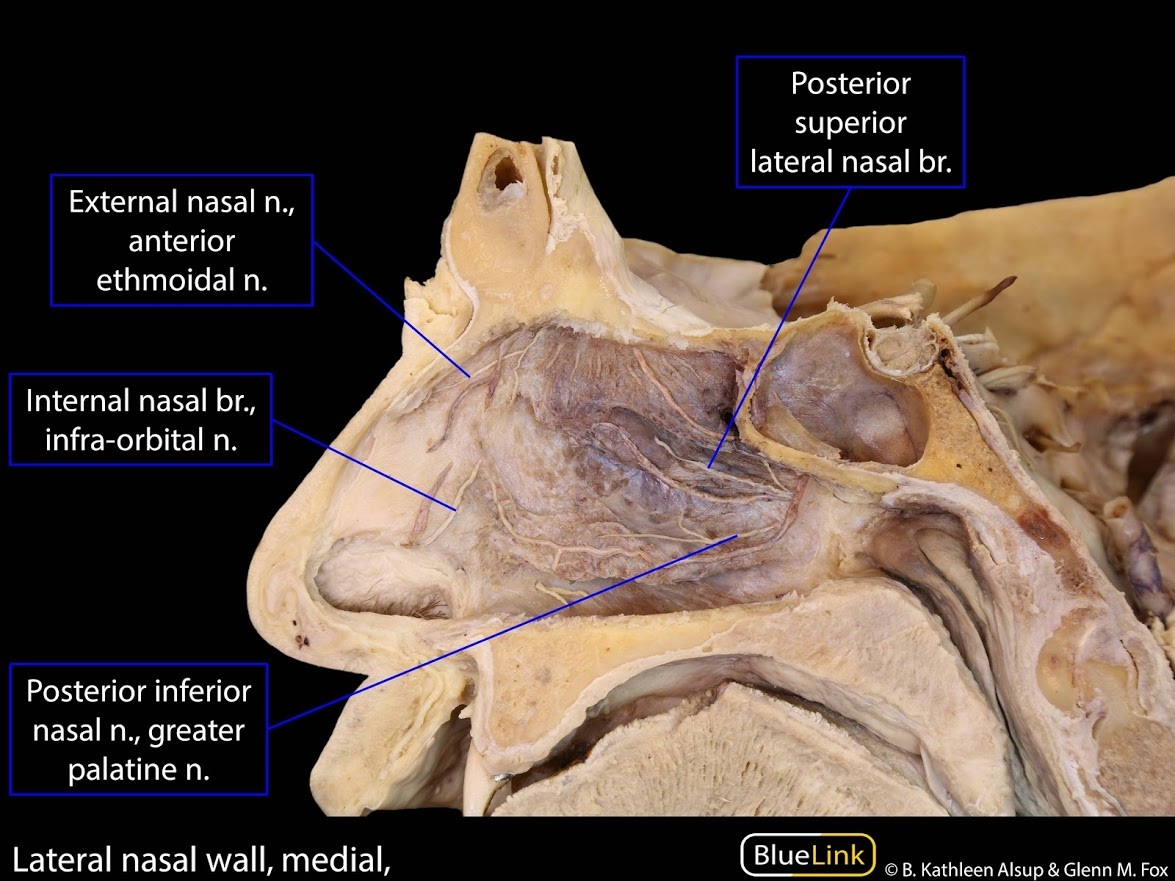 Posterior
superior
lateral nasal br.
External nasal n.,
anterior
ethmoidal n.
Internal nasal br.,
infra-orbital n.
Posterior inferior
nasal n., greater
palatine n.
Lateral nasal wall, medial,
BlueLink
© B. Kathleen Alsup & Glenn M. Fox